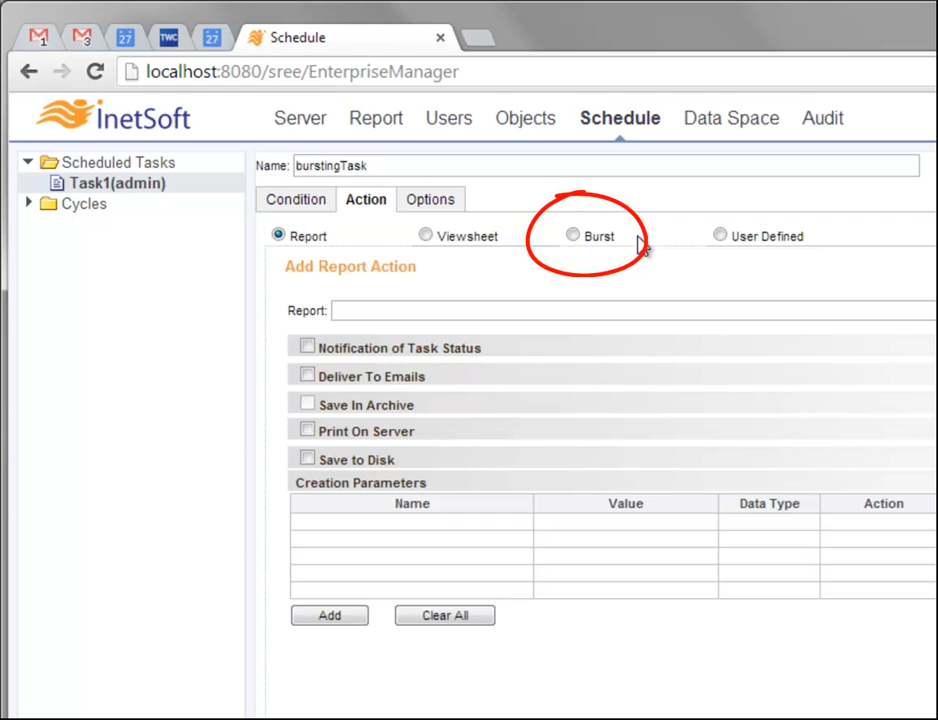 1 3 27 TWC 27 Schedule
localhost:8080/sree/EnterpriseManager
InetSoft Server Report Users Objects Schedule Data Space Audit
Scheduled Tasks
Task1(admin)
Cycles
Name: burstingTask
Condition Action Options
Report Viewsheet Burst User Defined
Add Report Action
Report:
Notification of Task Status
Deliver To Emails
Save In Archive
Print On Server
Save to Disk
Creation Parameters
Name Value Data Type Action
Add Clear All